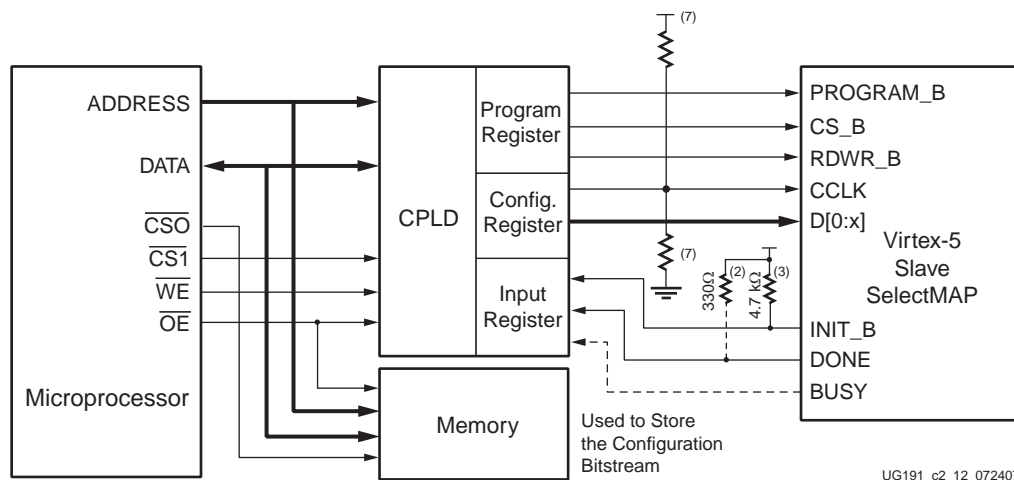 ADDRESS
DATA
CSO
CS1
WE
OE
Microprocessor
CPLD
Program
Register
Config.
Register
Input
Register
Memory
Used to Store
the Configuration
Bitstream
(7)
(7)
330Ω
(2)
4.7 kΩ
(3)
PROGRAM_B
CS_B
RDWR_B
CCLK
D[0:x]
Virtex-5
Slave
SelectMAP
INIT_B
DONE
BUSY
UG191_c2_12_072407